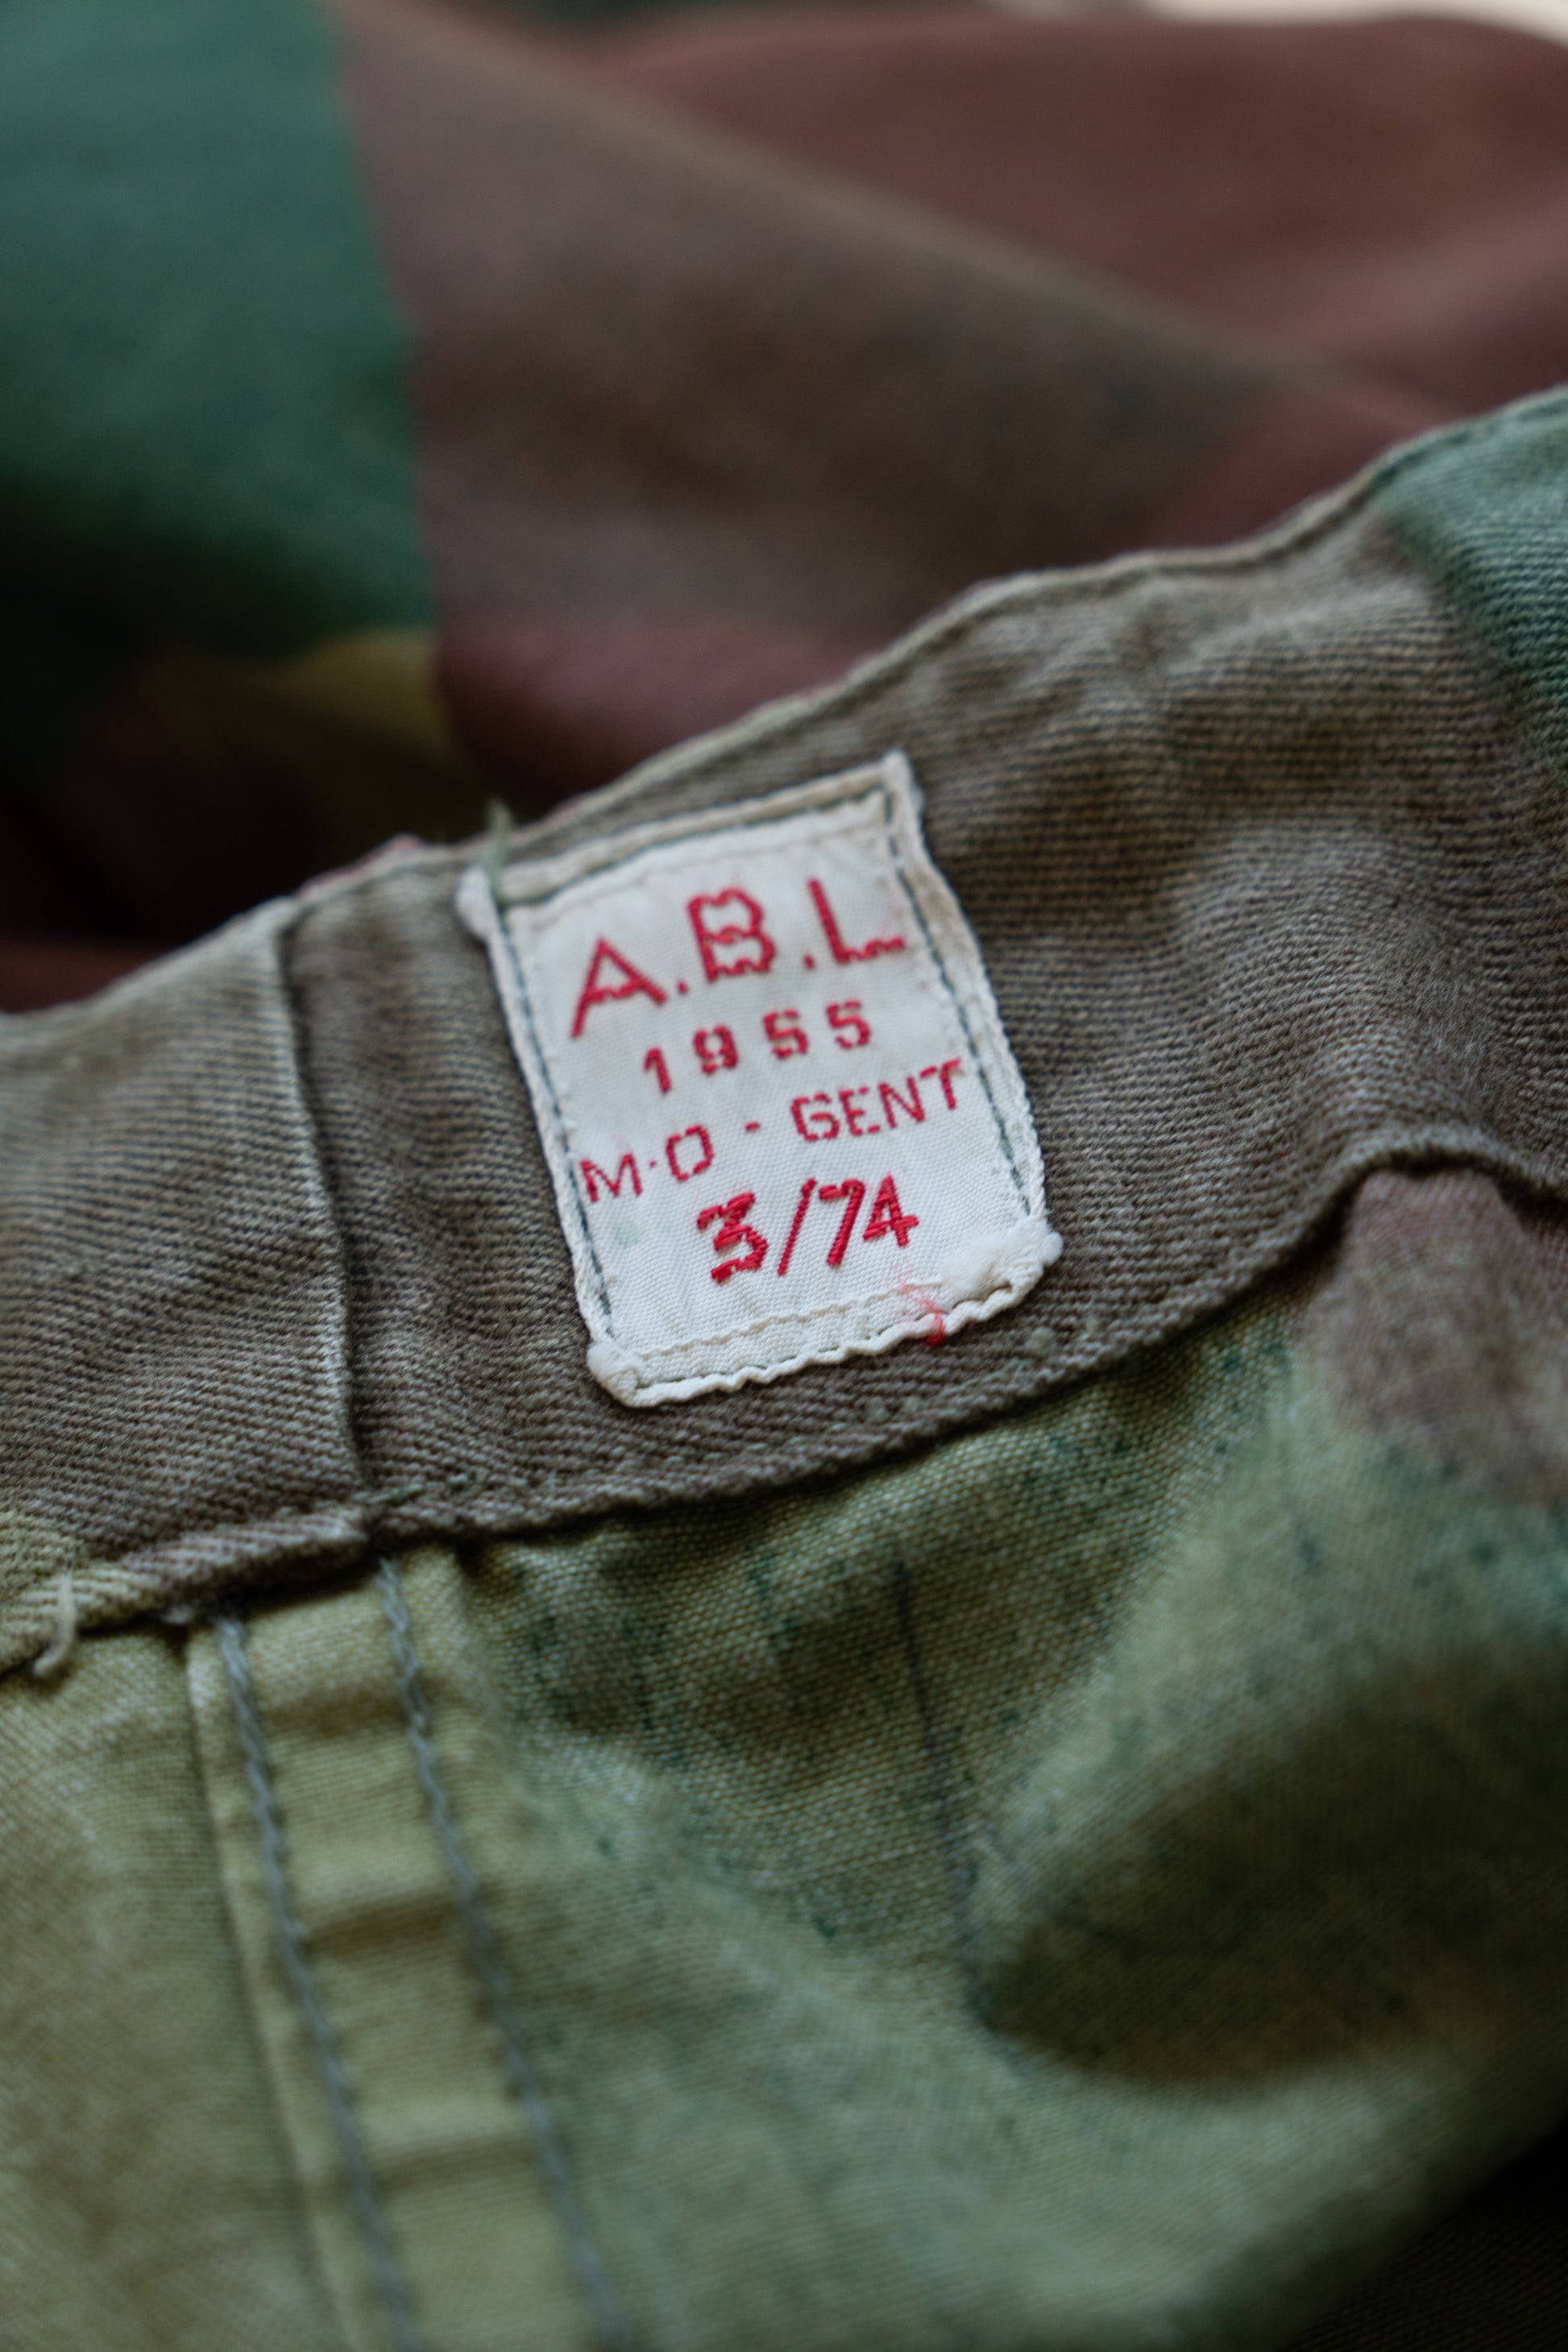 A.B.L
1955
M.O - GENT
3/74